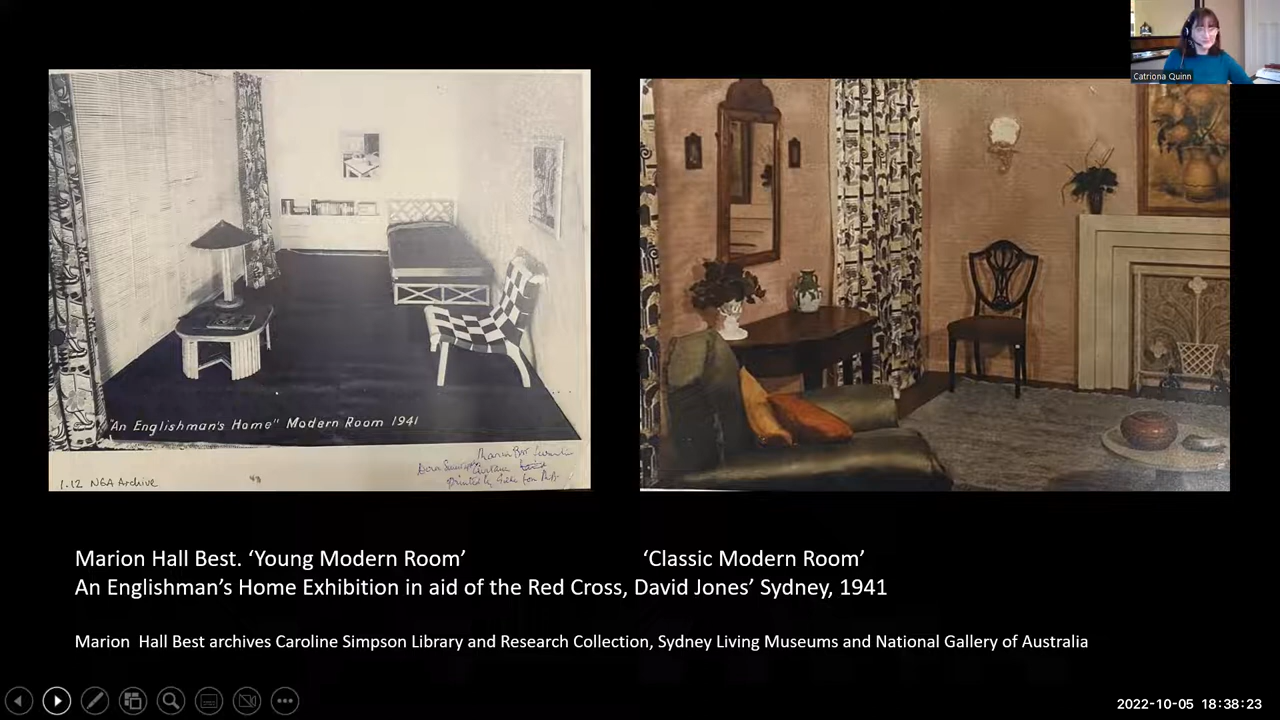 Catriona Quinn
"An Englishman's Home" Modern Room 1941
1.12 NGA Archive
Marion Hall Best. ‘Young Modern Room’
‘Classic Modern Room’
An Englishman’s Home Exhibition in aid of the Red Cross, David Jones’ Sydney, 1941
Marion Hall Best archives Caroline Simpson Library and Research Collection, Sydney Living Museums and National Gallery of Australia
2022-10-05 18:38:23